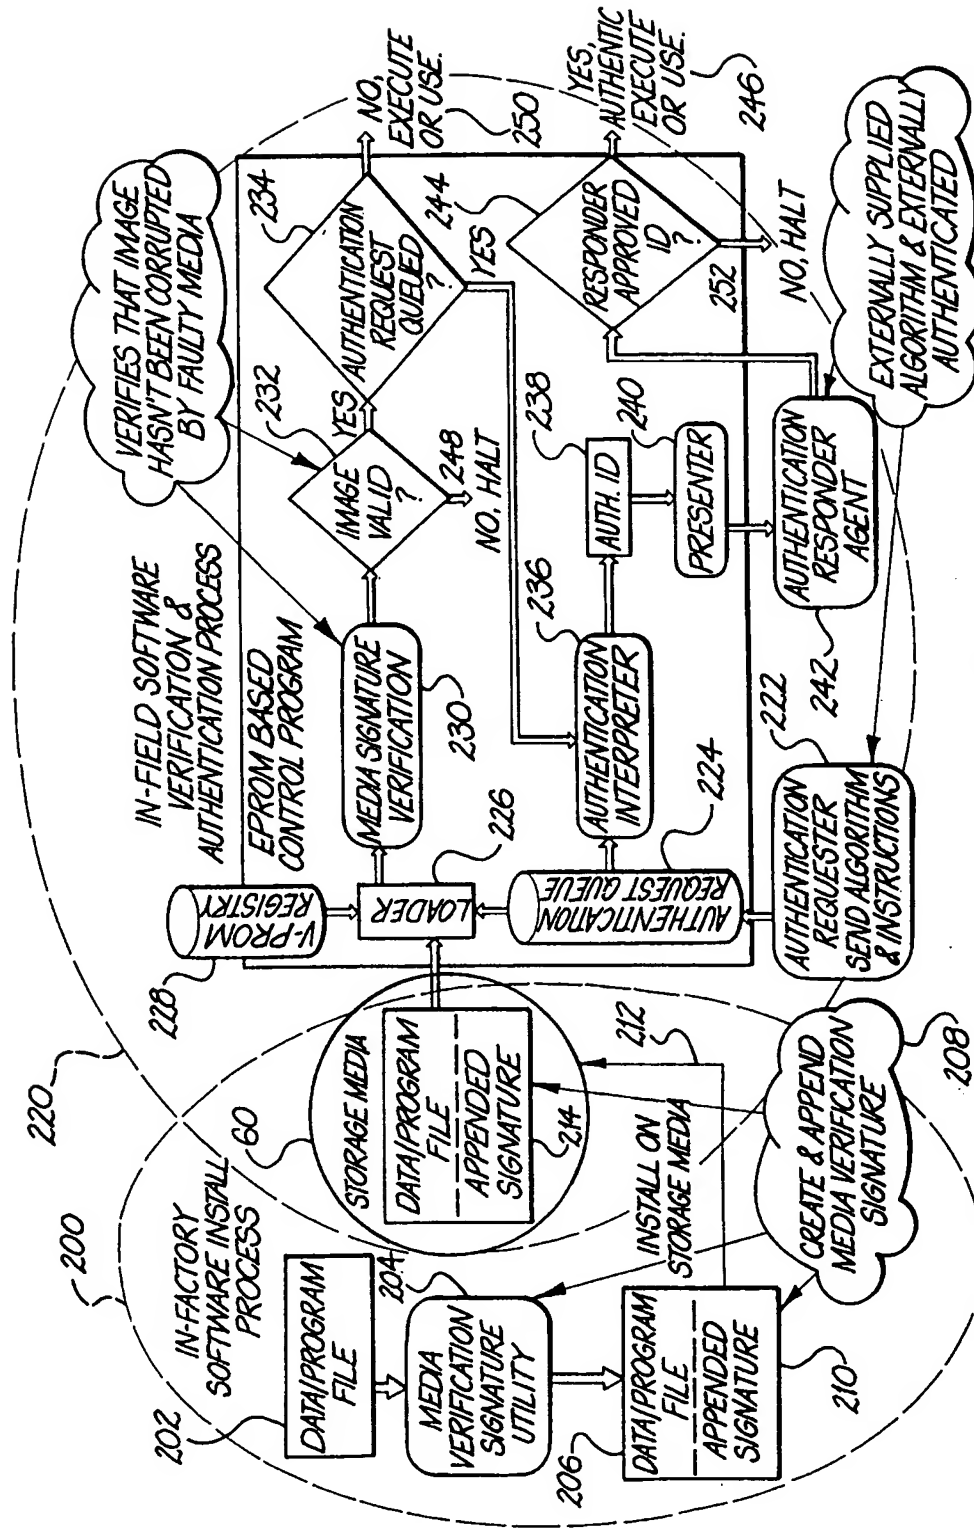 200
IN-FACTORY
SOFTWARE INSTALL
PROCESS
202
DATA/PROGRAM
FILE
204
MEDIA
VERIFICATION
SIGNATURE
UTILITY
206
DATA/PROGRAM
FILE
APPENDED
SIGNATURE
210
INSTALL ON
STORAGE MEDIA
212
CREATE & APPEND
MEDIA VERIFICATION
SIGNATURE
208
60
STORAGE MEDIA
DATA/PROGRAM
FILE
APPENDED
SIGNATURE
214
220
IN-FIELD SOFTWARE
VERIFICATION &
AUTHENTICATION PROCESS
228
V-PROM
REGISTRY
EPROM BASED
CONTROL PROGRAM
LOADER
226
AUTHENTICATION
REQUEST QUEUE
224
AUTHENTICATION
REQUESTER
SEND ALGORITHM
& INSTRUCTIONS
222
MEDIA SIGNATURE
VERIFICATION
230
VERIFIES THAT IMAGE
HASN'T BEEN CORRUPTED
BY FAULTY MEDIA
232
IMAGE
VALID
?
YES
248
NO, HALT
234
AUTHENTICATION
REQUEST
QUEUED
?
YES
NO,
EXECUTE
OR USE.
250
236
AUTHENTICATION
INTERPRETER
238
AUTH. ID
240
PRESENTER
AUTHENTICATION
RESPONDER
AGENT
242
244
RESPONDER
APPROVED
ID
?
YES,
AUTHENTIC
EXECUTE
OR USE.
246
252
NO, HALT
EXTERNALLY SUPPLIED
ALGORITHM & EXTERNALLY
AUTHENTICATED